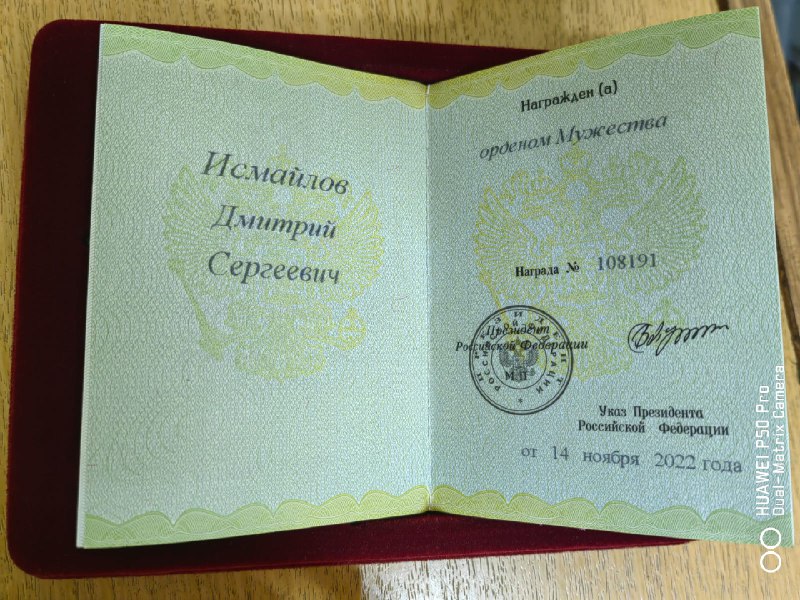 Исмайлов
Дмитрий
Сергеевич
Награжден (а)
орденом Мужества
Награда № 108191
Президент
Российской Федерации
М.П.
Указ Президента
Российской Федерации
от 14 ноября 2022 года
HUAWEI P50 Pro
Dual-Matrix Camera